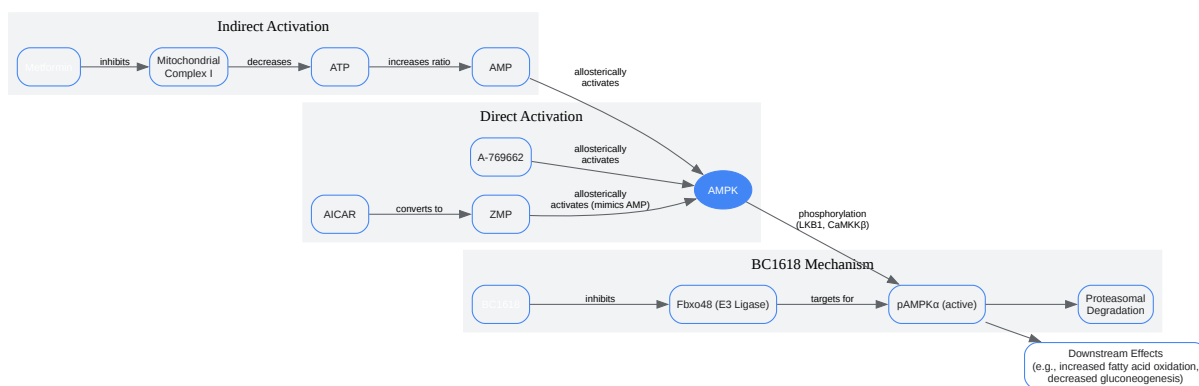 Indirect Activation
Metformin
inhibits
Mitochondrial
Complex I
decreases
ATP
increases ratio
AMP
allosterically
activates
Direct Activation
A-769662
allosterically
activates
AICAR
converts to
ZMP
allosterically
activates (mimics AMP)
AMPK
phosphorylation
(LKB1, CaMKKβ)
BC1618 Mechanism
BC1618
inhibits
Fbxo48 (E3 Ligase)
targets for
pAMPKα (active)
Proteasomal
Degradation
Downstream Effects
(e.g., increased fatty acid oxidation,
decreased gluconeogenesis)